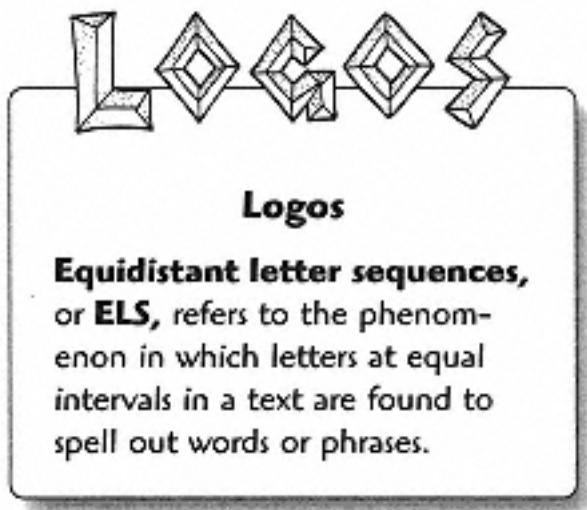 LOGOS
Logos
Equidistant letter sequences,
or ELS, refers to the phenom-
enon in which letters at equal
intervals in a text are found to
spell out words or phrases.